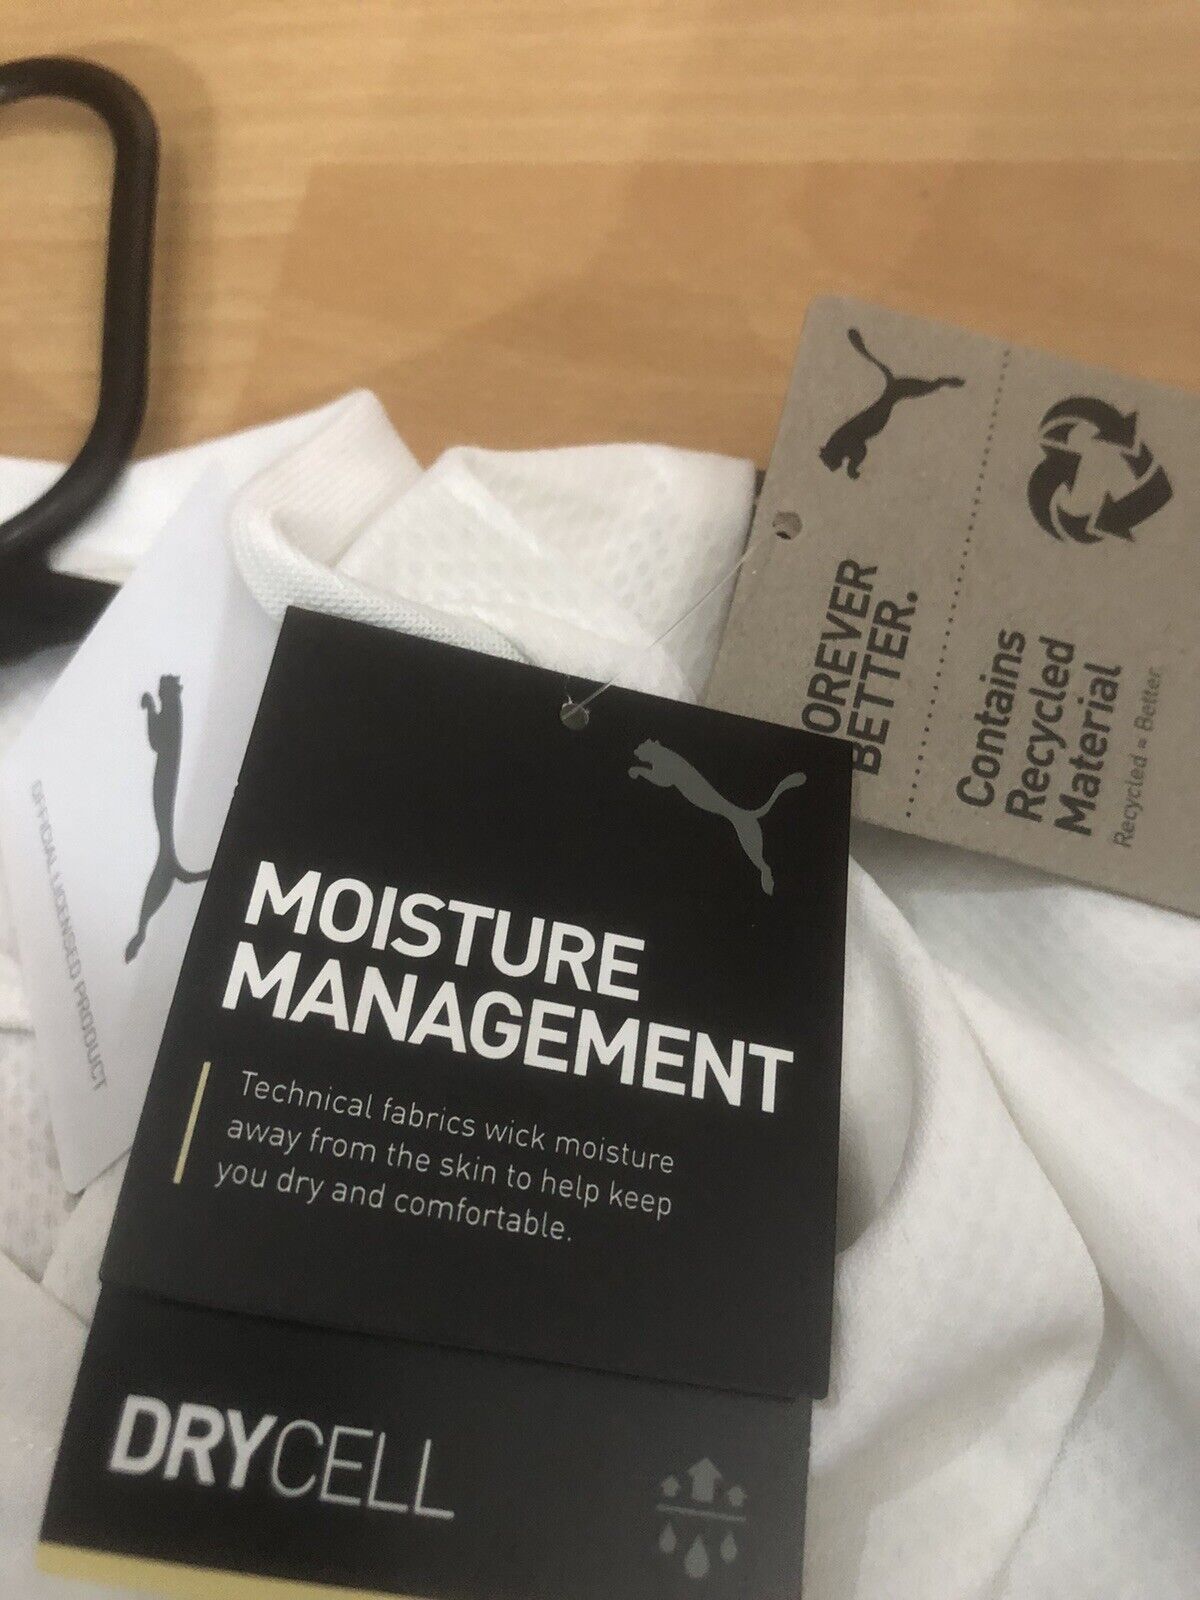 OREVER
BETTER.
Contains
Recycled
Material
Recycled = Better.
OFFICIAL LICENSED PRODUCT
MOISTURE
MANAGEMENT
Technical fabrics wick moisture
away from the skin to help keep
you dry and comfortable.
DRYCELL